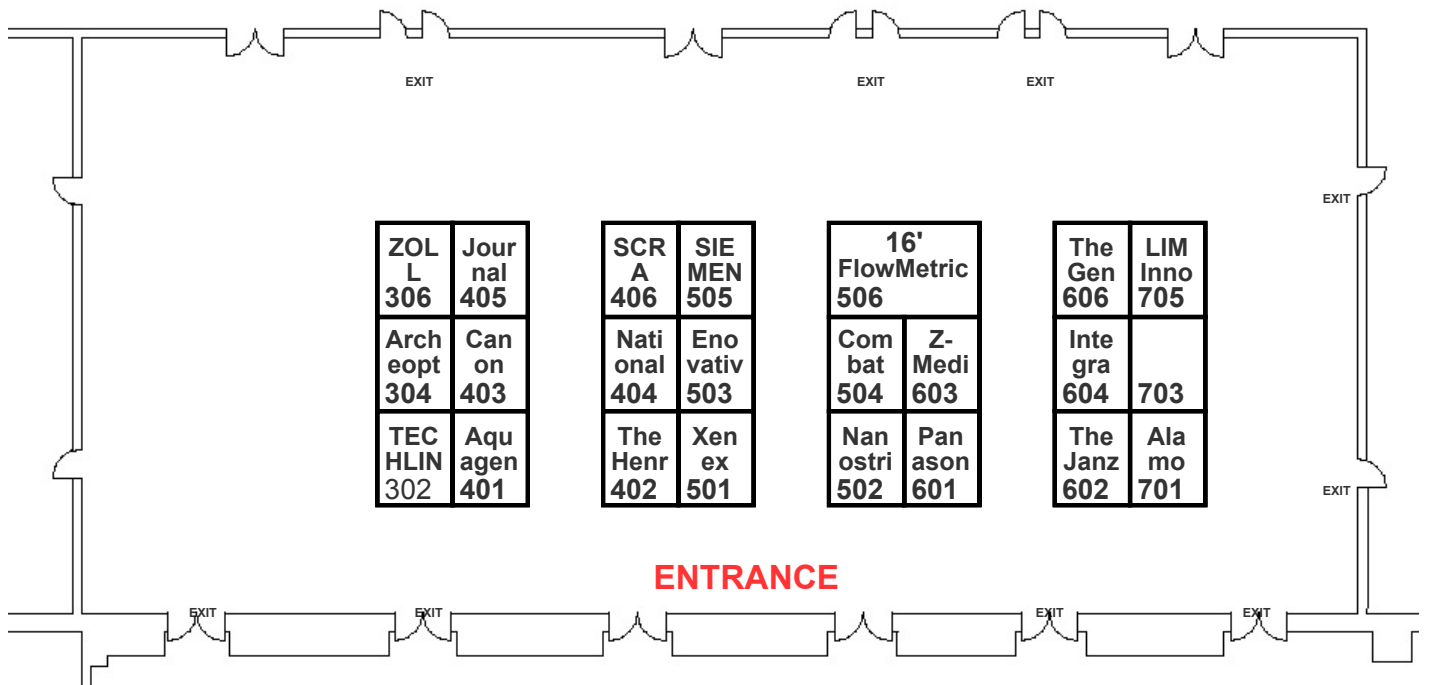 EXIT
EXIT
EXIT
EXIT
ZOL
L
306
Jour
nal
405
SCR
A
406
SIE
MEN
505
16'
FlowMetric
506
The
Gen
606
LIM
Inno
705
Arch
eopt
304
Can
on
403
Nati
onal
404
Eno
vativ
503
Com
bat
504
Z-
Medi
603
Inte
gra
604
703
TEC
HLIN
302
Aqu
agen
401
The
Henr
402
Xen
ex
501
Nan
ostri
502
Pan
ason
601
The
Janz
602
Ala
mo
701
EXIT
ENTRANCE
EXIT
EXIT
EXIT
EXIT